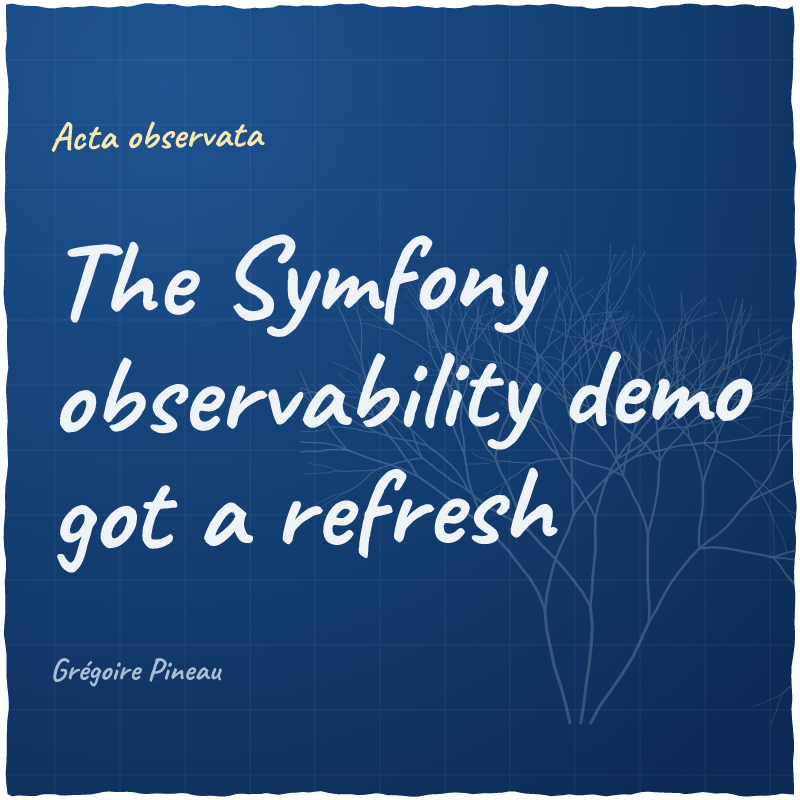 Acta observata
The Symfony
observability demo
got a refresh
Grégoire Pineau